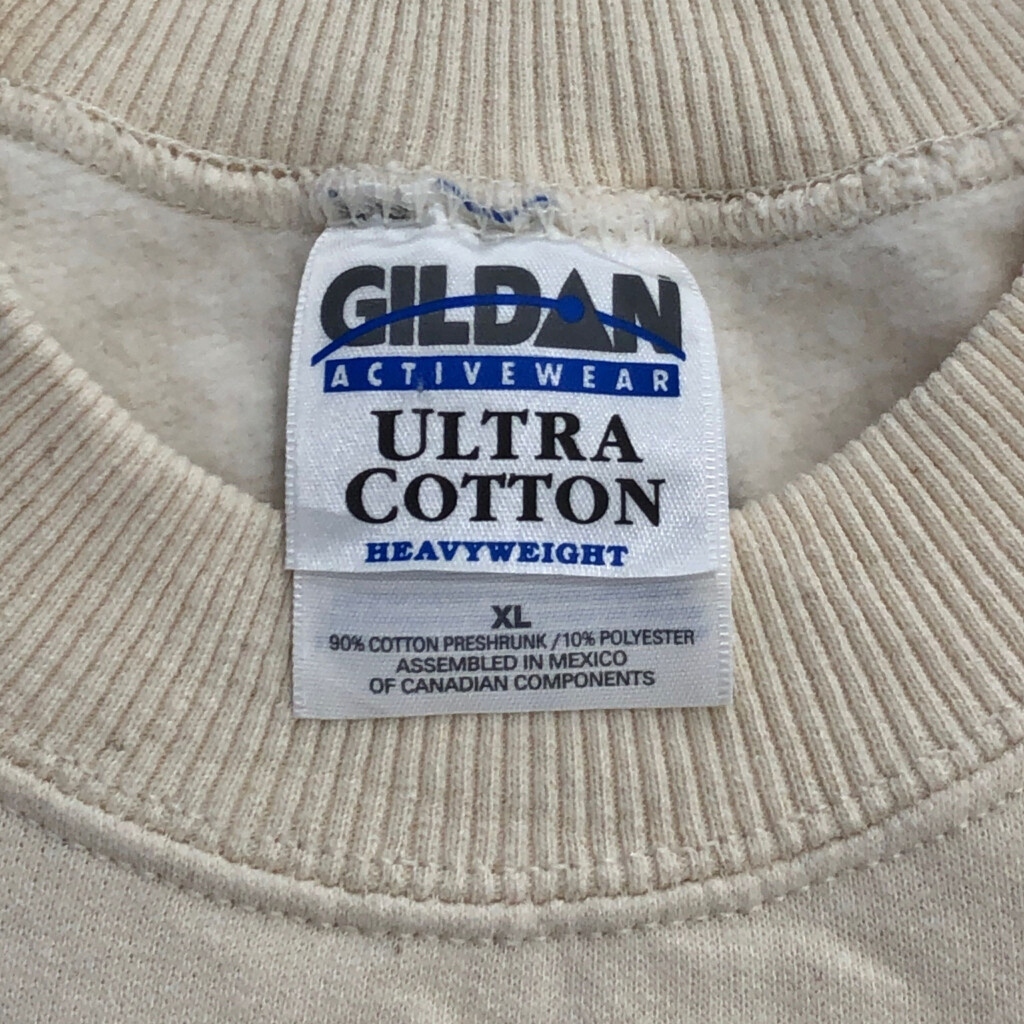 GILDAN
ACTIVEWEAR
ULTRA
COTTON
HEAVYWEIGHT
XL
90% COTTON PRESHRUNK / 10% POLYESTER
ASSEMBLED IN MEXICO
OF CANADIAN COMPONENTS